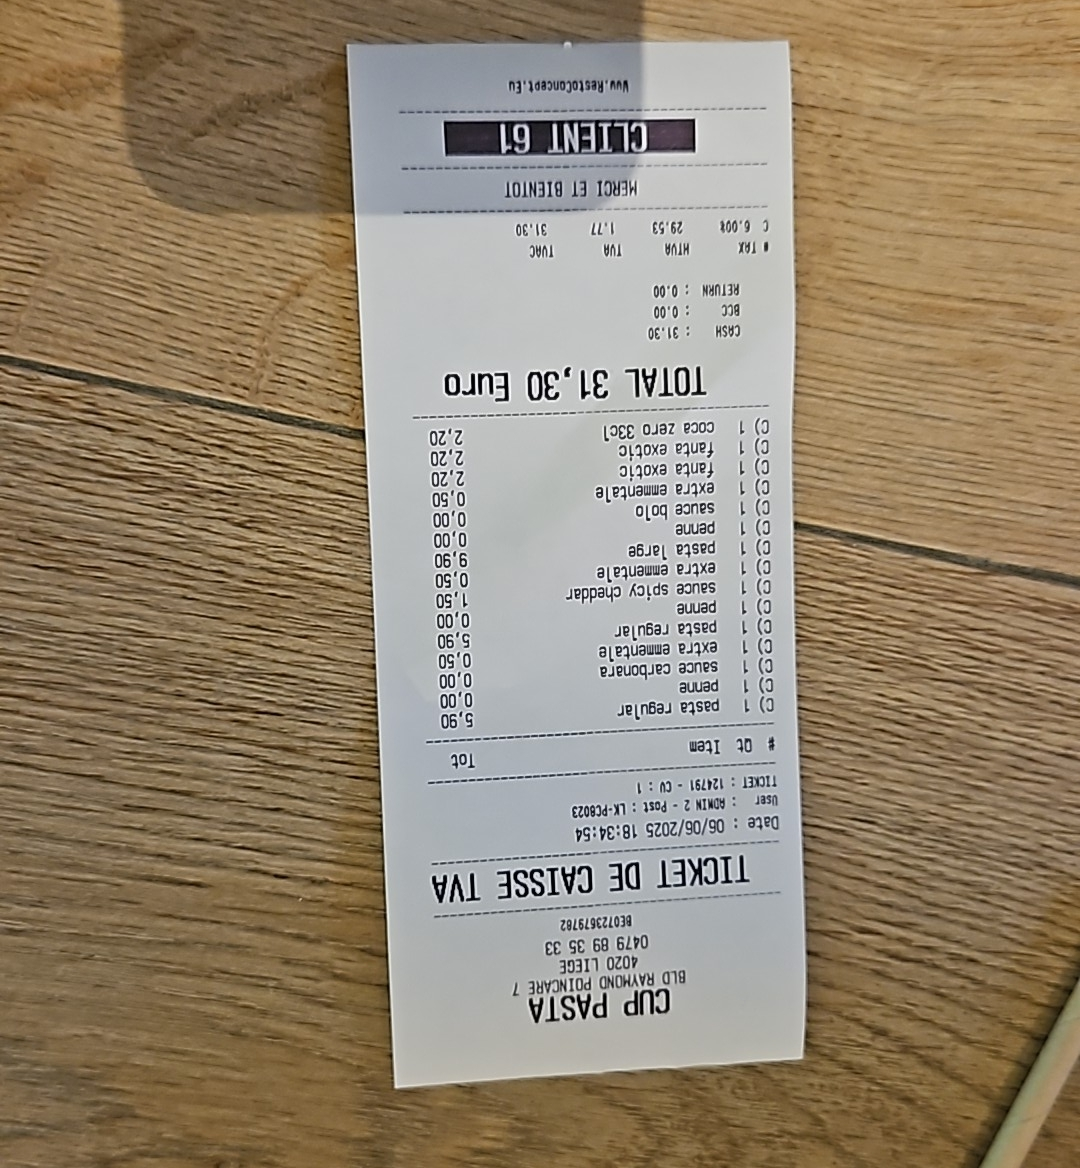 CUP PASTA
BLD RAYMOND POINCARE 7
4020 LIEGE
0479 89 35 33
BE0723679782
TICKET DE CAISSE TVA
Date : 06/06/2025 18:34:54
User : ADMIN 2 - Post : LK-PC8023
TICKET : 124791 - CU : 1
# Qt Item Tot
C) 1 pasta regular 5,90
C) 1 penne 0,00
C) 1 sauce carbonara 0,00
C) 1 extra emmentale 0,50
C) 1 pasta regular 5,90
C) 1 penne 0,00
C) 1 sauce spicy cheddar 1,50
C) 1 extra emmentale 0,50
C) 1 pasta large 9,90
C) 1 penne 0,00
C) 1 sauce bolo 0,00
C) 1 extra emmentale 0,50
C) 1 fanta exotic 2,20
C) 1 fanta exotic 2,20
C) 1 coca zero 33cl 2,20
TOTAL 31,30 Euro
CASH : 31.30
BCC : 0.00
RETURN : 0.00
# TAX HTVA TVA TVAC
C 6.00% 29.53 1.77 31.30
MERCI ET BIENTOT
CLIENT 61
Www.RestoConcept.Eu